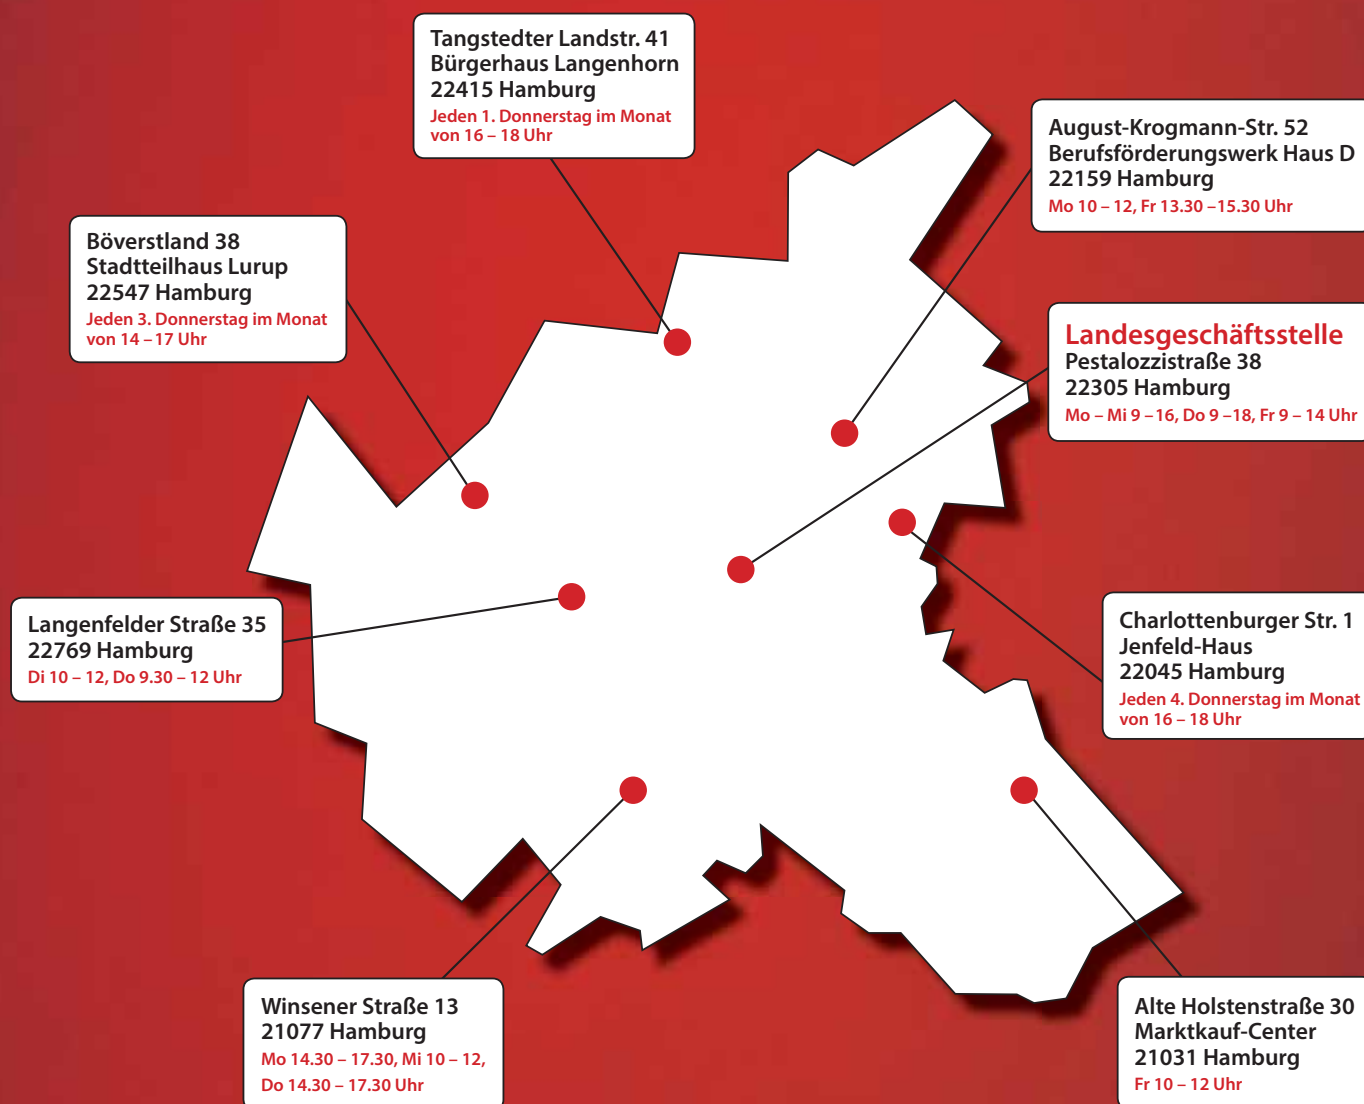 Tangstedter Landstr. 41
Bürgerhaus Langenhorn
22415 Hamburg
Jeden 1. Donnerstag im Monat
von 16 – 18 Uhr
August-Krogmann-Str. 52
Berufsförderungswerk Haus D
22159 Hamburg
Mo 10 – 12, Fr 13.30 –15.30 Uhr
Böverstland 38
Stadtteilhaus Lurup
22547 Hamburg
Jeden 3. Donnerstag im Monat
von 14 – 17 Uhr
Landesgeschäftsstelle
Pestalozzistraße 38
22305 Hamburg
Mo – Mi 9 –16, Do 9 –18, Fr 9 – 14 Uhr
Langenfelder Straße 35
22769 Hamburg
Di 10 – 12, Do 9.30 – 12 Uhr
Charlottenburger Str. 1
Jenfeld-Haus
22045 Hamburg
Jeden 4. Donnerstag im Monat
von 16 – 18 Uhr
Winsener Straße 13
21077 Hamburg
Mo 14.30 – 17.30, Mi 10 – 12,
Do 14.30 – 17.30 Uhr
Alte Holstenstraße 30
Marktkauf-Center
21031 Hamburg
Fr 10 – 12 Uhr